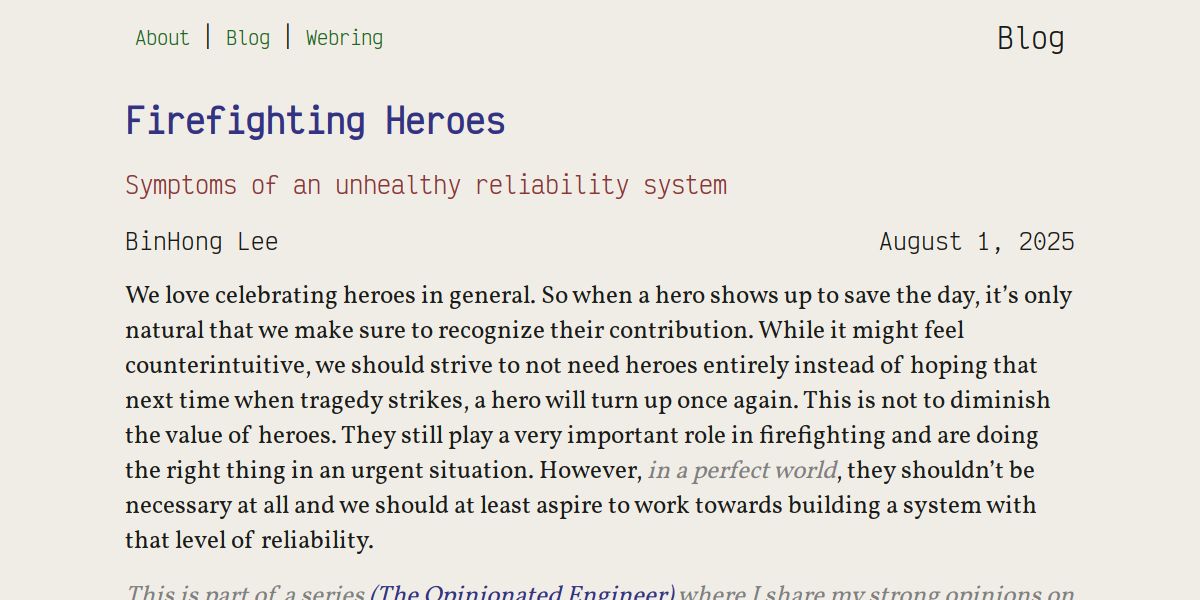 About | Blog | Webring
Blog
Firefighting Heroes
Symptoms of an unhealthy reliability system
BinHong Lee
August 1, 2025
We love celebrating heroes in general. So when a hero shows up to save the day, it’s only
natural that we make sure to recognize their contribution. While it might feel
counterintuitive, we should strive to not need heroes entirely instead of hoping that
next time when tragedy strikes, a hero will turn up once again. This is not to diminish
the value of heroes. They still play a very important role in firefighting and are doing
the right thing in an urgent situation. However, in a perfect world, they shouldn’t be
necessary at all and we should at least aspire to work towards building a system with
that level of reliability.
This is part of a series (The Opinionated Engineer) where I share my strong opinions on